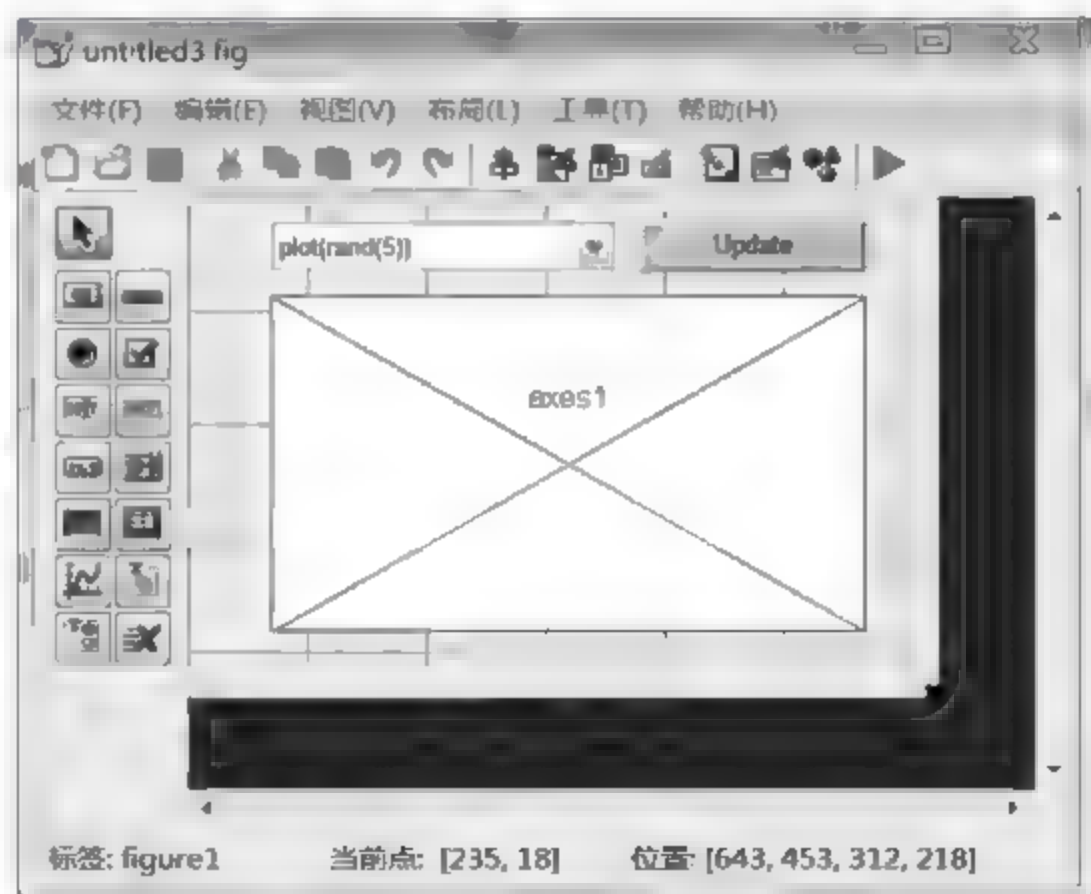 untitled3 fig
文件(F) 编辑(E) 视图(V) 布局(L) 工具(T) 帮助(H)
plot(rand(5)) Update
axes1
标签: figure1 当前点: [235, 18] 位置: [643, 453, 312, 218]